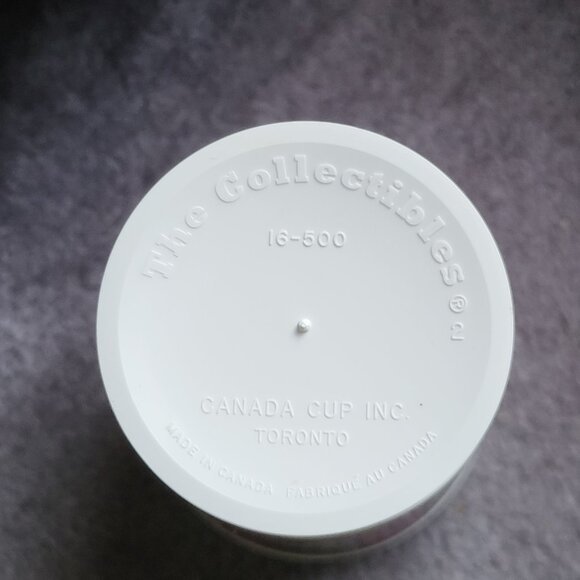 The Collectibles® 2
16-500
CANADA CUP INC.
TORONTO
MADE IN CANADA FABRIQUÉ AU CANADA